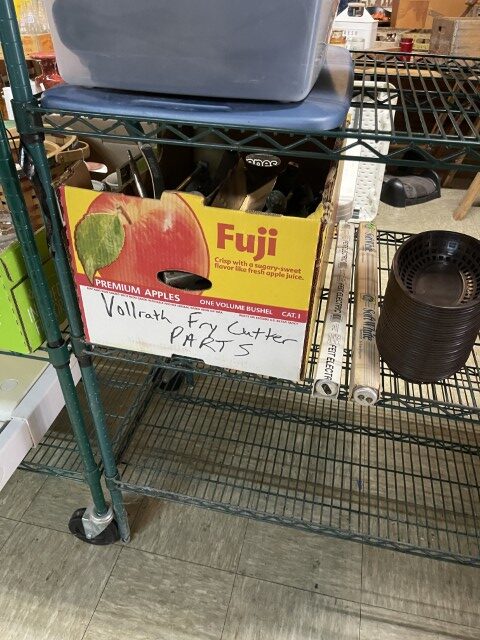 Fuji
Crisp with a sugary-sweet
flavor like fresh apple juice.
PREMIUM APPLES
ONE VOLUME BUSHEL CAT. 1
Vollrath Fry Cutter
PARTS